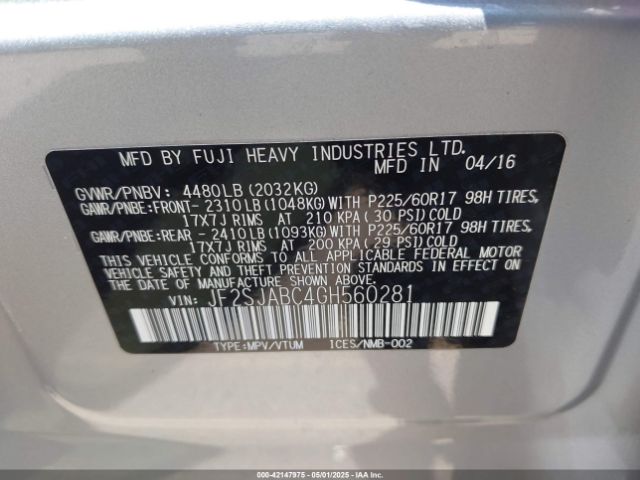 MFD BY FUJI HEAVY INDUSTRIES LTD.
MFD IN 04/16
GVWR/PNBV: 4480LB (2032KG)
GAWR/PNBE:FRONT- 2310LB (1048KG) WITH P225/60R17 98H TIRES,
17X7J RIMS AT 210 KPA (30 PSI) COLD
GAWR/PNBE:REAR - 2410LB (1093KG) WITH P225/60R17 98H TIRES,
17X7J RIMS AT 200 KPA (29 PSI) COLD
THIS VEHICLE CONFORMS TO ALL APPLICABLE FEDERAL MOTOR
VEHICLE SAFETY AND THEFT PREVENTION STANDARDS IN EFFECT ON
THE DATE OF MANUFACTURE SHOWN ABOVE.
VIN: JF2SJABC4GH560281
TYPE:MPV/VTUM ICES/NMB-002
000-42147975 - 05/01/2025 - IAAI.COM - COPYRIGHT IAA, LLC